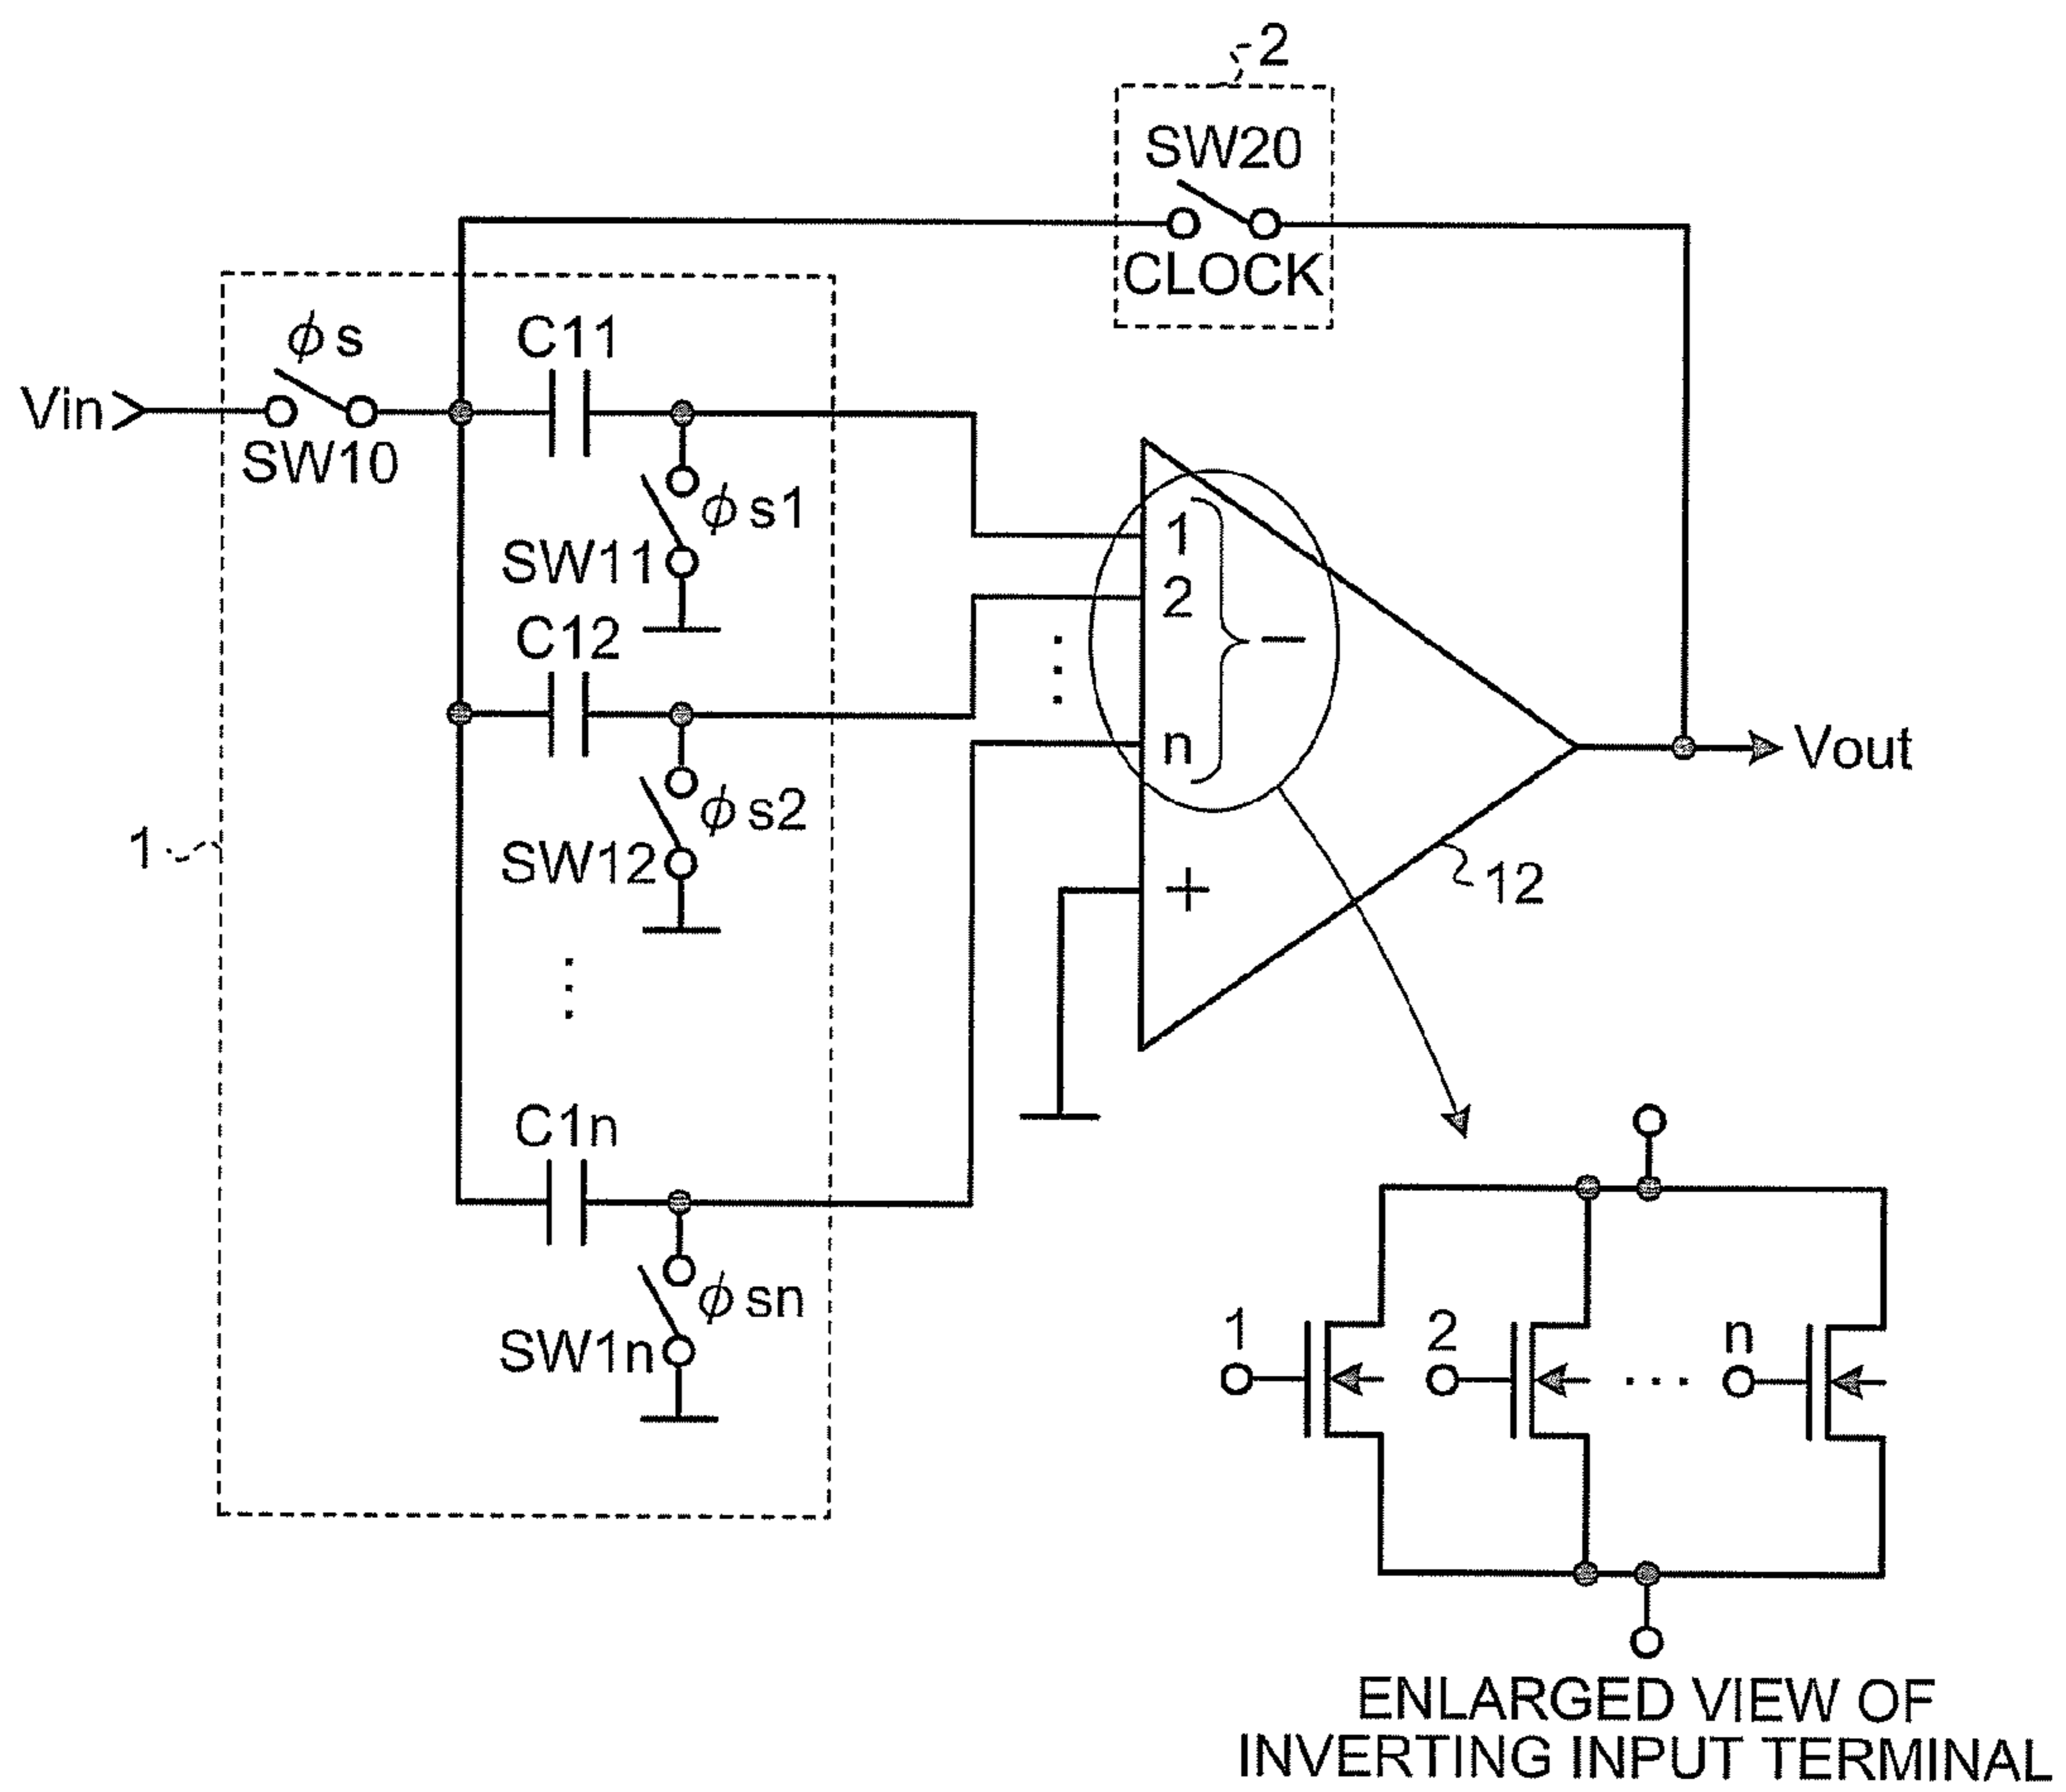 2
SW20
CLOCK
ϕs
C11
Vin
SW10
ϕs1
SW11
1
2
n
−
+
C12
ϕs2
SW12
1
12
Vout
C1n
ϕsn
SW1n
1
2
n
ENLARGED VIEW OF
INVERTING INPUT TERMINAL